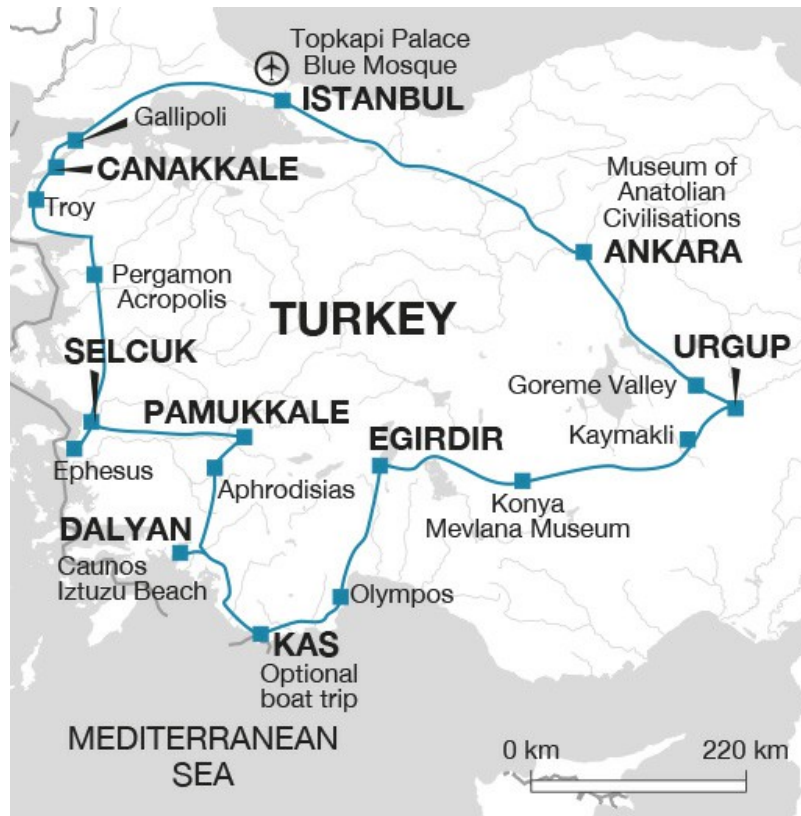 Topkapi Palace
Blue Mosque
ISTANBUL
Gallipoli
CANAKKALE
Troy
Museum of
Anatolian
Civilisations
ANKARA
Pergamon
Acropolis
TURKEY
SELCUK
URGUP
Goreme Valley
PAMUKKALE
EGIRDIR
Kaymakli
Ephesus
Aphrodisias
Konya
Mevlana Museum
DALYAN
Caunos
Iztuzu Beach
Olympos
KAS
Optional
boat trip
MEDITERRANEAN
SEA
0 km
220 km